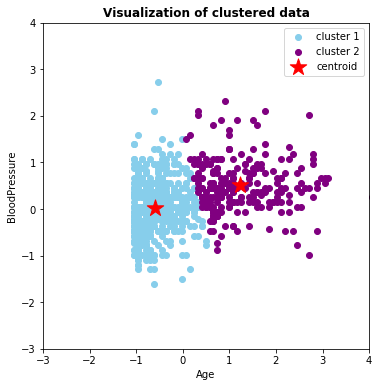 Visualization of clustered data
cluster 1
cluster 2
centroid
4
3
2
1
0
−1
−2
−3
BloodPressure
−3
−2
−1
0
1
2
3
4
Age